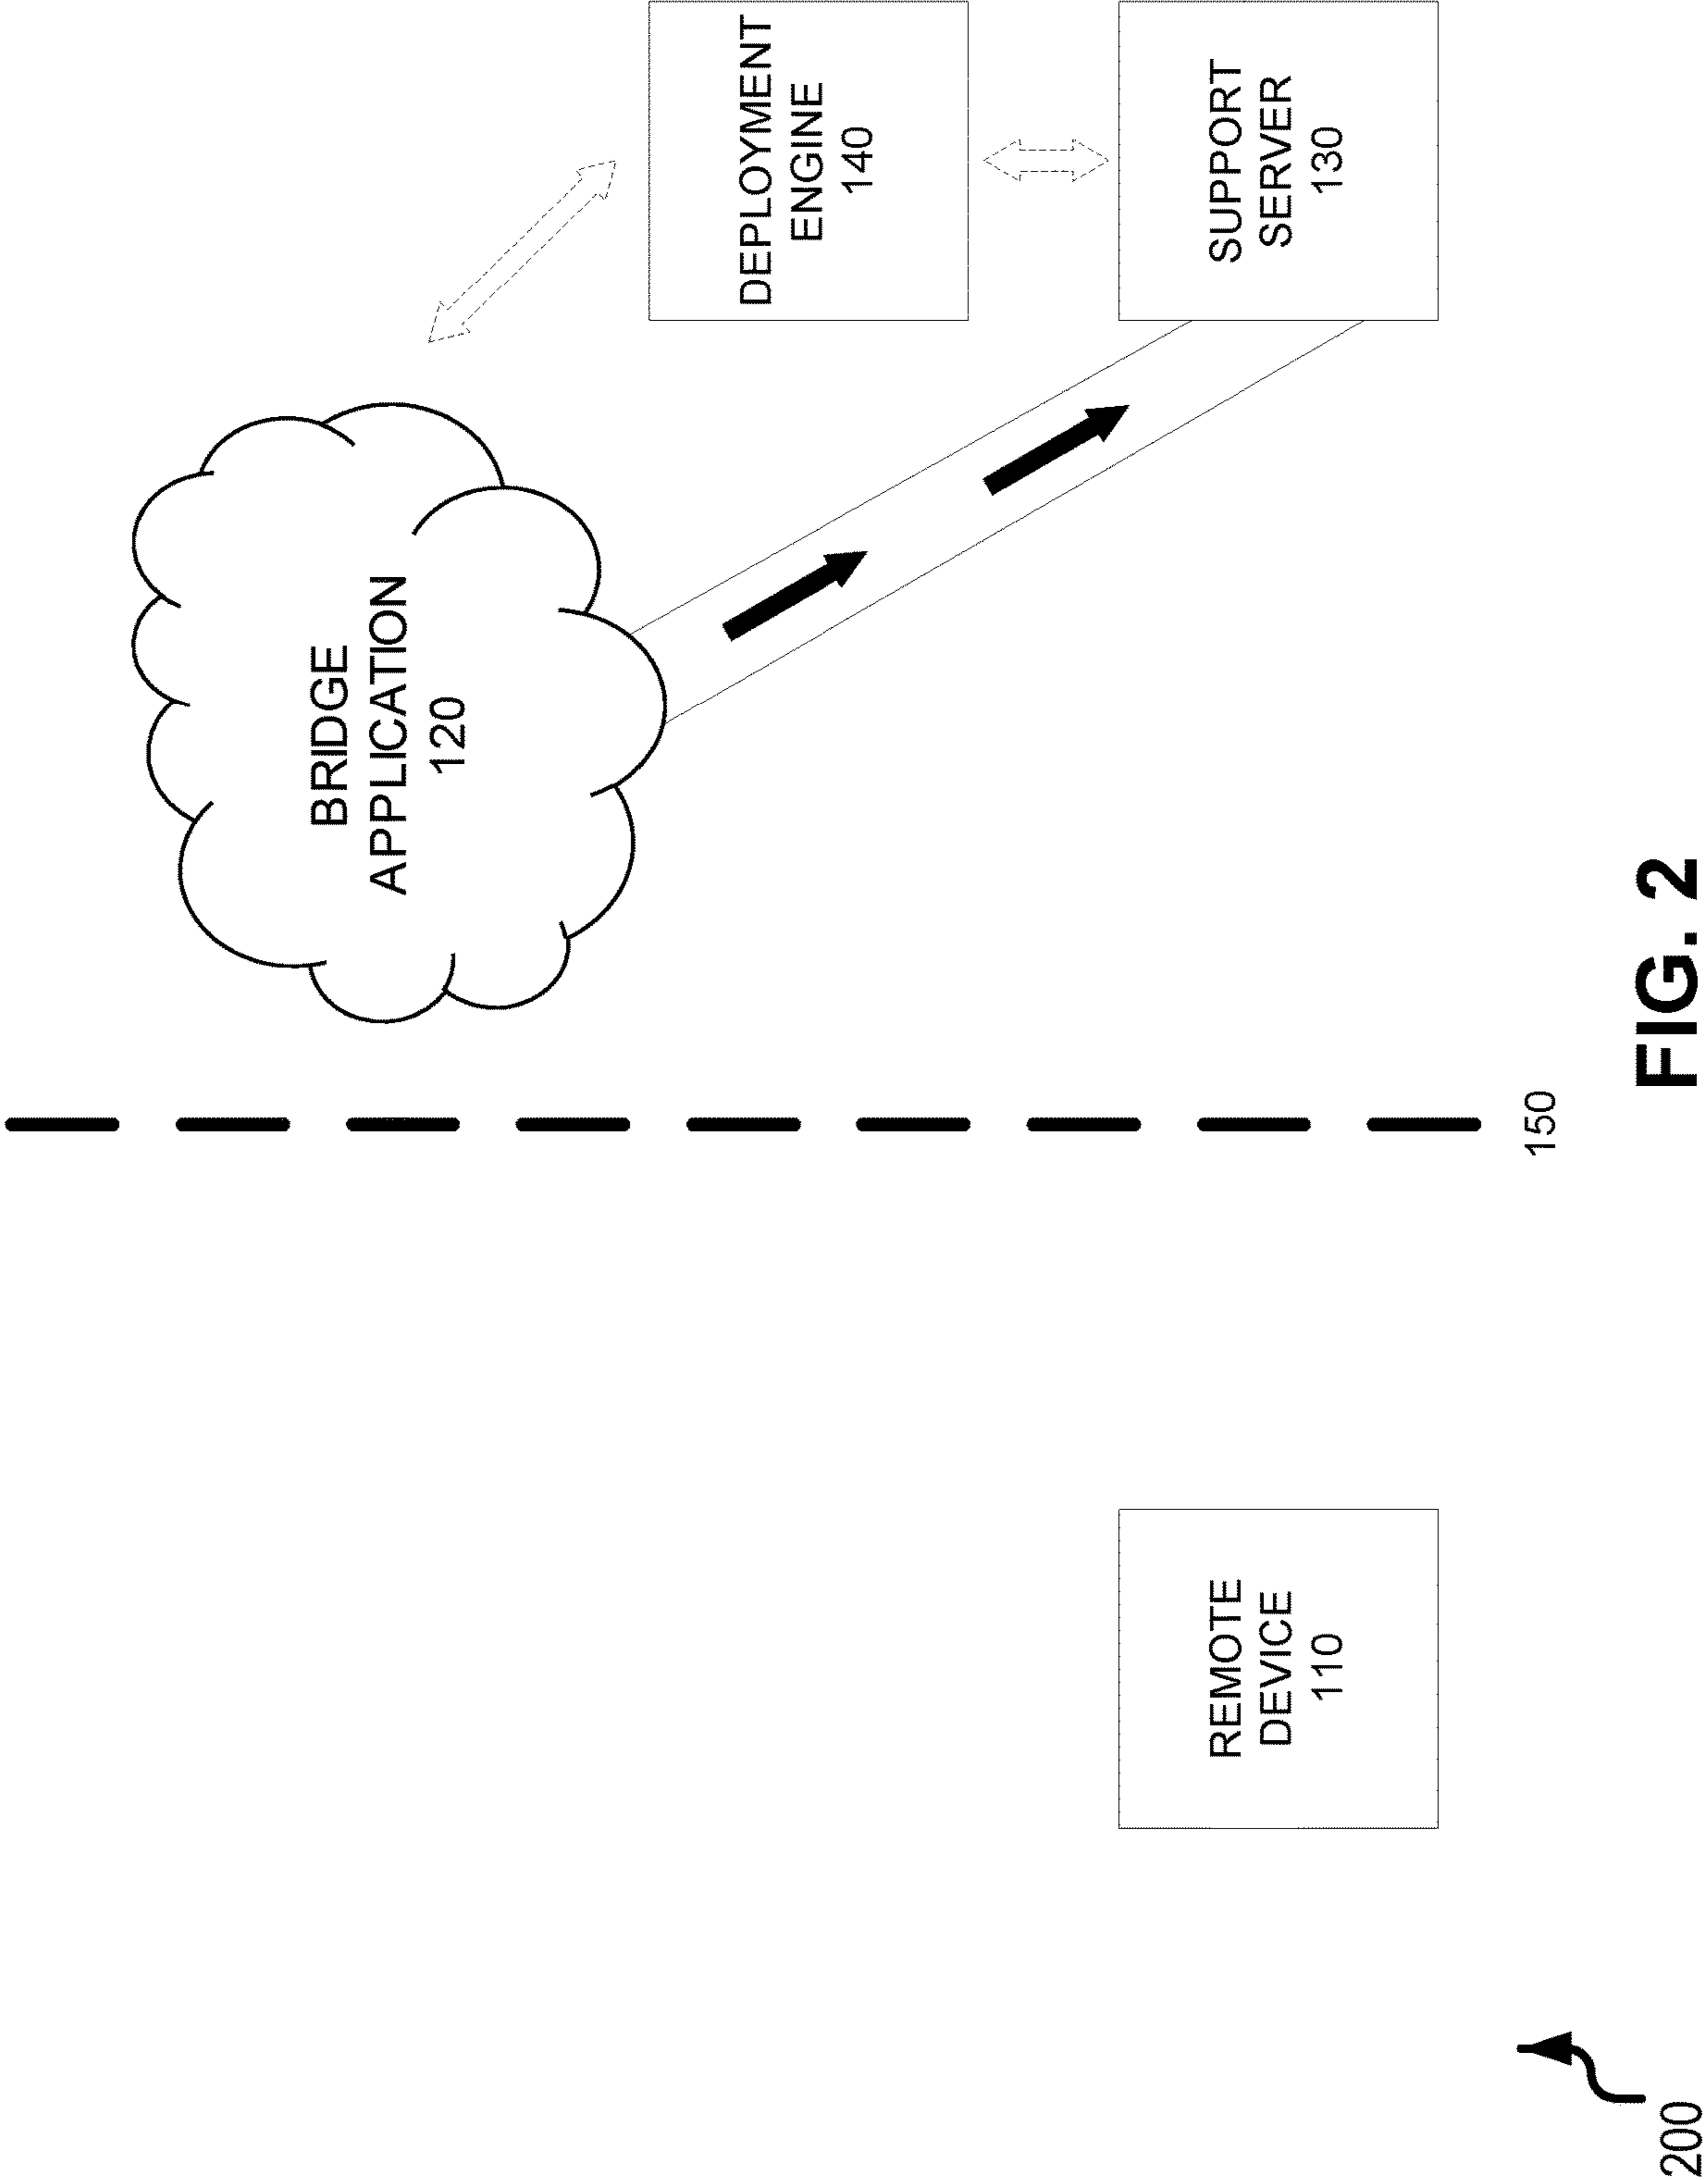 200
REMOTE
DEVICE
110
150
BRIDGE
APPLICATION
120
DEPLOYMENT
ENGINE
140
SUPPORT
SERVER
130
FIG. 2